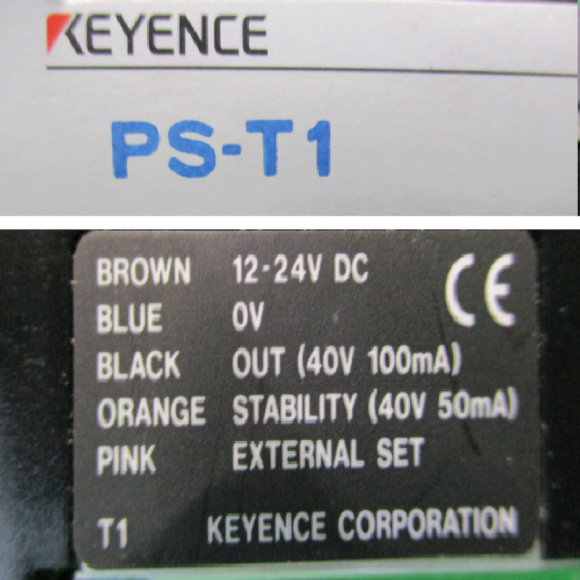 KEYENCE
PS-T1
BROWN 12-24V DC CE
BLUE 0V
BLACK OUT (40V 100mA)
ORANGE STABILITY (40V 50mA)
PINK EXTERNAL SET
T1 KEYENCE CORPORATION